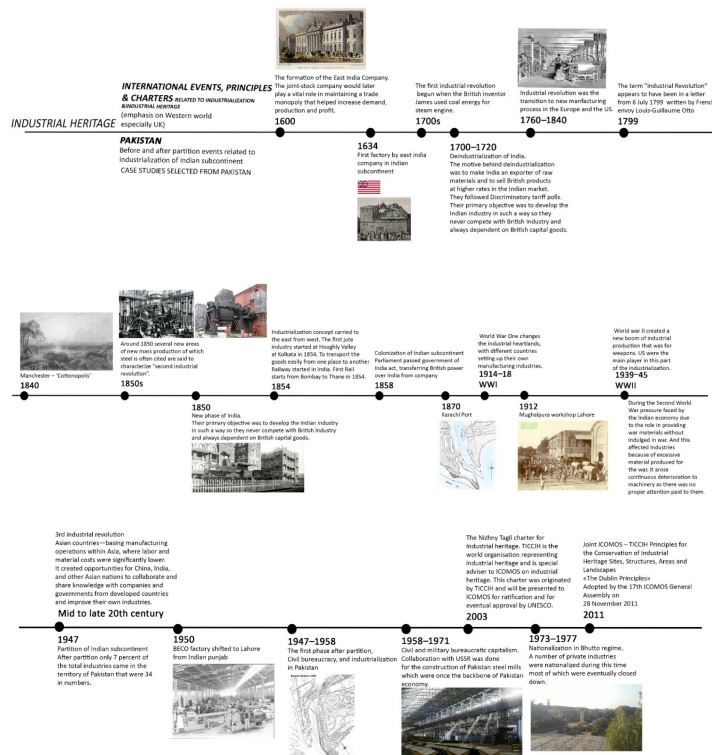 INDUSTRIAL HERITAGE
INTERNATIONAL EVENTS, PRINCIPLES
& CHARTERS RELATED TO INDUSTRIALIZATION
&INDUSTRIAL HERITAGE
(emphasis on Western world
especially UK)
PAKISTAN
Before and after partition events related to
industrialization of Indian subcontinent
CASE STUDIES SELECTED FROM PAKISTAN
The formation of the East India Company.
The joint-stock company would later
play a vital role in maintaining a trade
monopoly that helped increase demand,
production and profit.
1600
1634
First factory by east india
company in indian
subcontinent
The first industrial revolution
begun when the British inventor
James used coal energy for
steam engine.
1700s
1700–1720
Deindustrialization of India.
The motive behind deindustrialization
was to make India an exporter of raw
materials and to sell British products
at higher rates in the Indian market.
They followed Discriminatory tariff polls.
Their primary objective was to develop the
Indian industry in such a way so they
never compete with British Industry and
always dependent on British capital goods.
Industrial revolution was the
transition to new manfacturing
process in the Europe and the US.
1760–1840
The term "Industrial Revolution"
appears to have been in a letter
from 6 July 1799 written by French
envoy Louis-Guillaume Otto
1799
Manchester – 'Cottonopolis'
1840
Around 1850 several new areas
of new mass production of which
steel is often cited are said to
characterize "second industrial
revolution".
1850s
1850
New phase of India.
Their primary objective was to develop the Indian industry
in such a way so they never compete with British Industry
and always dependent on British capital goods.
Industrialization concept carried to
the east from west. The first jute
industry started at Hooghly Valley
at Kolkata in 1854. To transport the
goods easily from one place to another
Railway started in India. First Rail
starts from Bombay to Thane in 1854.
1854
Colonization of Indian subcontinent
Parliament passed government of
India act, transferring British power
over India from company
1858
1870
Karachi Port
World War One changes
the industrial heartlands,
with different countries
setting up their own
manufacturing industries.
1914–18
WWI
1912
Mughalpura workshop Lahore
World war II created a
new boom of industrial
production that was for
weapons. US were the
main player in this part
of the industrialization.
1939–45
WWII
During the Second World
War pressure faced by
the Indian economy due
to the role in providing
war materials without
indulged in war. And this
affected industries
because of excessive
material produced for
the war. It arose
continuous deterioration to
machinery as there was no
proper attention paid to them.
3rd industrial revolution
Asian countries—basing manufacturing
operations within Asia, where labor and
material costs were significantly lower.
It created opportunities for China, India,
and other Asian nations to collaborate and
share knowledge with companies and
governments from developed countries
and improve their own industries.
Mid to late 20th century
1947
Partition of Indian subcontinent
After partition only 7 percent of
the total industries came in the
territory of Pakistan that were 34
in numbers.
1950
BECO factory shifted to Lahore
from Indian punjab
1947–1958
The first phase after partition,
Civil bureaucracy, and industrialization
in Pakistan
1958–1971
Civil and military bureaucratic capitalism.
Collaboration with USSR was done
for the construction of Pakistan steel mills
which were once the backbone of Pakistan
economy.
The Nizhny Tagil charter for
Industrial heritage. TICCIH is the
world organisation representing
industrial heritage and is special
adviser to ICOMOS on industrial
heritage. This charter was originated
by TICCIH and will be presented to
ICOMOS for ratification and for
eventual approval by UNESCO.
2003
1973–1977
Nationalization in Bhutto regime.
A number of private industries
were nationalized during this time
most of which were eventually closed
down.
Joint ICOMOS – TICCIH Principles for
the Conservation of Industrial
Heritage Sites, Structures, Areas and
Landscapes
«The Dublin Principles»
Adopted by the 17th ICOMOS General
Assembly on
28 November 2011
2011